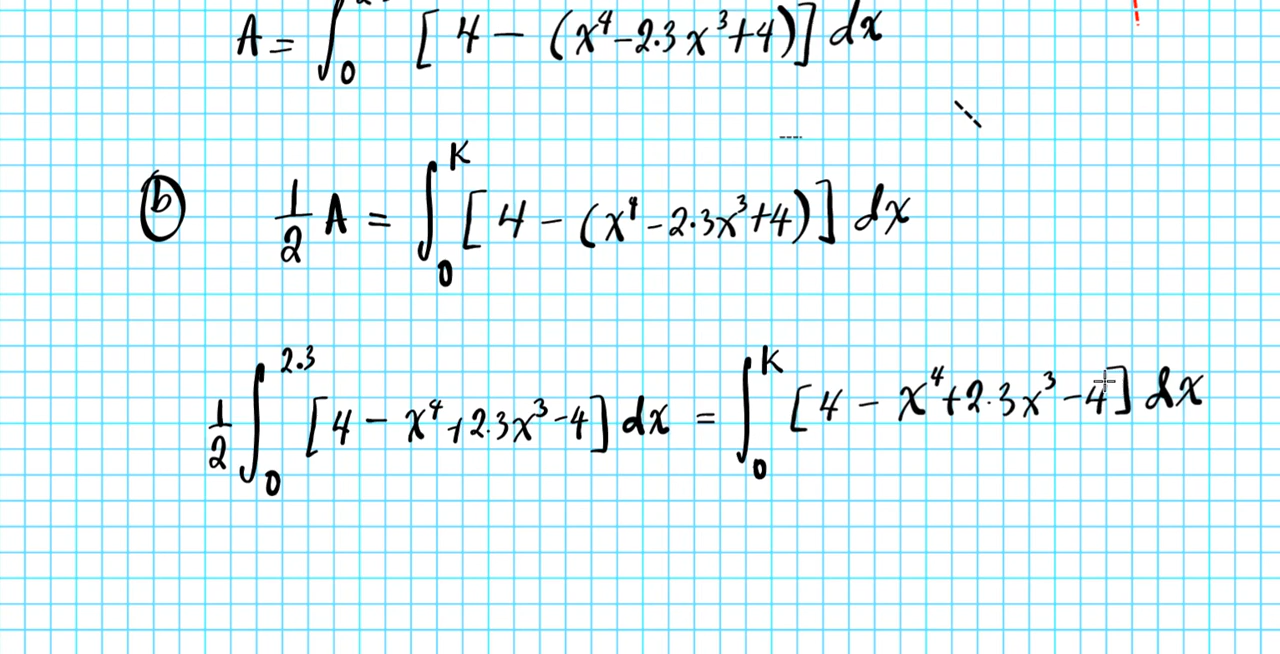 A = ∫₀ [4 − (x⁴−2.3x³+4)] dx
ⓑ ½ A = ∫₀ᴷ [4 − (x⁴−2.3x³+4)] dx
½ ∫₀^2.3 [4 − x⁴+2.3x³−4] dx = ∫₀ᴷ [4 − x⁴+2.3x³−4] dx